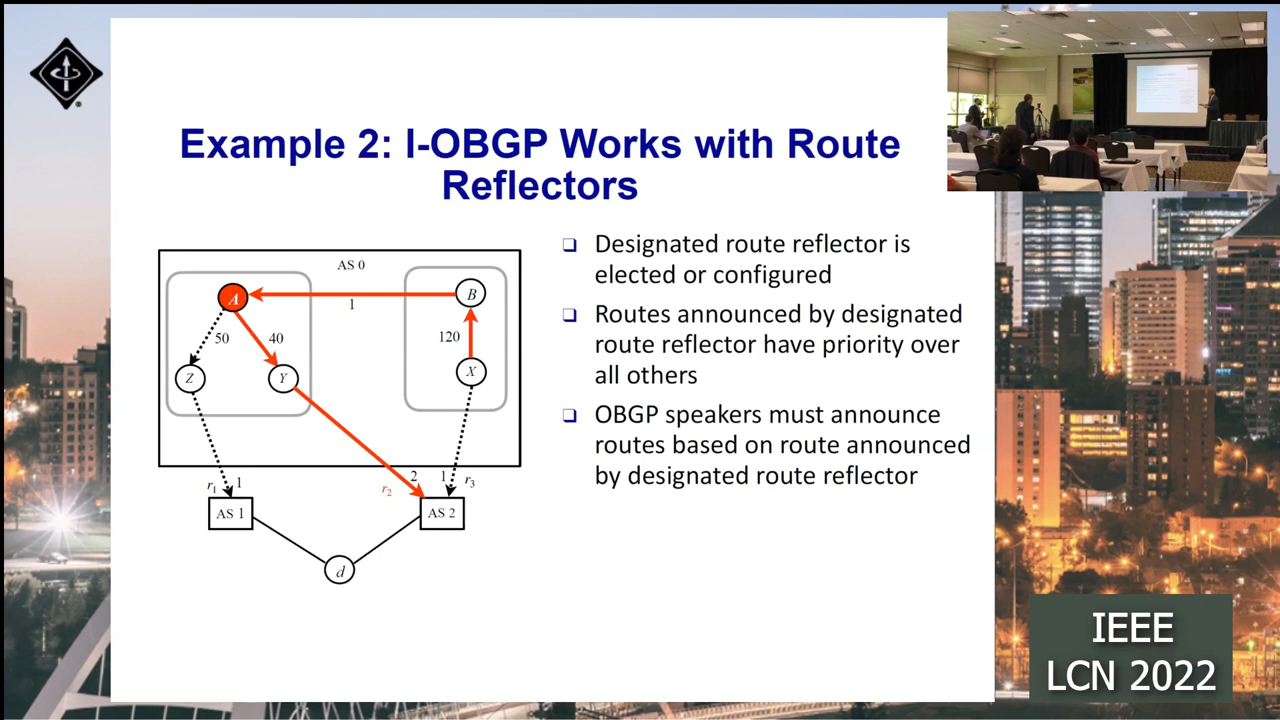 Example 2: I-OBGP Works with Route
Reflectors
AS 0
A
B
1
50
40
120
Z
Y
X
r1
1
r2
2
1
r3
AS 1
AS 2
d
❑ Designated route reflector is
elected or configured
❑ Routes announced by designated
route reflector have priority over
all others
❑ OBGP speakers must announce
routes based on route announced
by designated route reflector
IEEE
LCN 2022